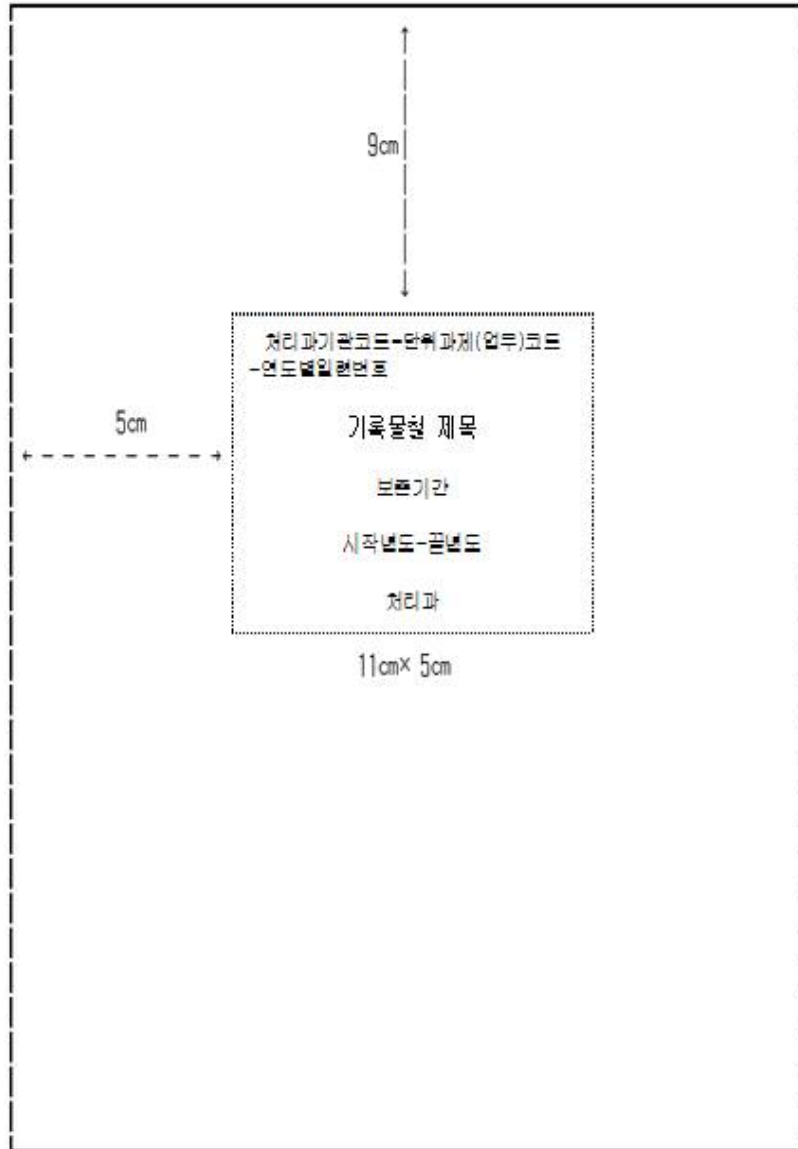 9cm
처리과기관코드-단위과제(업무)코드
-연도별일련번호
5cm
기록물철 제목
보존기간
시작년도-끝년도
처리과
11cm× 5cm